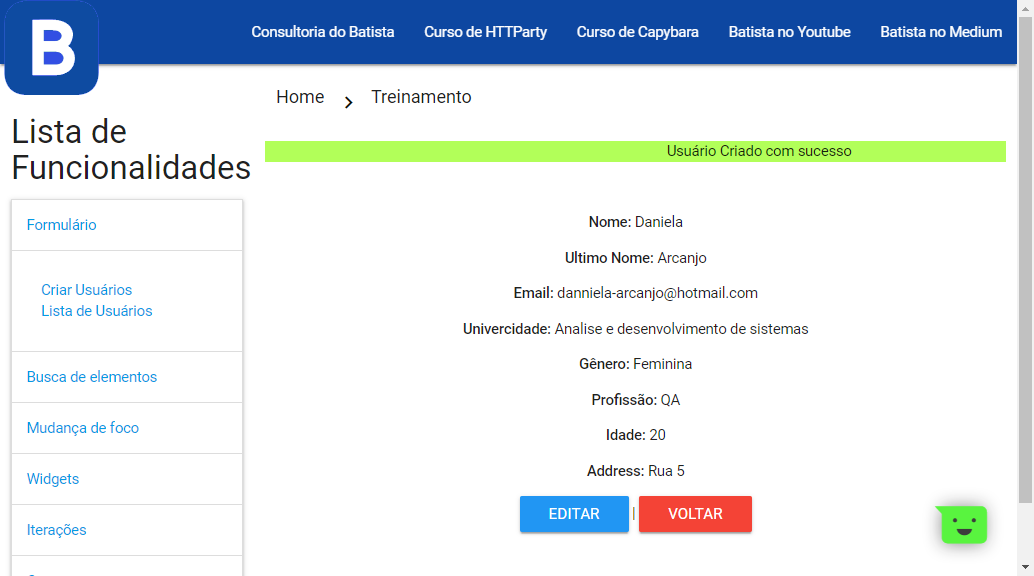 B
Consultoria do Batista
Curso de HTTParty
Curso de Capybara
Batista no Youtube
Batista no Medium
Home
Treinamento
Lista de
Funcionalidades
Formulário
Criar Usuários
Lista de Usuários
Busca de elementos
Mudança de foco
Widgets
Iterações
Usuário Criado com sucesso
Nome: Daniela
Ultimo Nome: Arcanjo
Email: danniela-arcanjo@hotmail.com
Univercidade: Analise e desenvolvimento de sistemas
Gênero: Feminina
Profissão: QA
Idade: 20
Address: Rua 5
EDITAR | VOLTAR